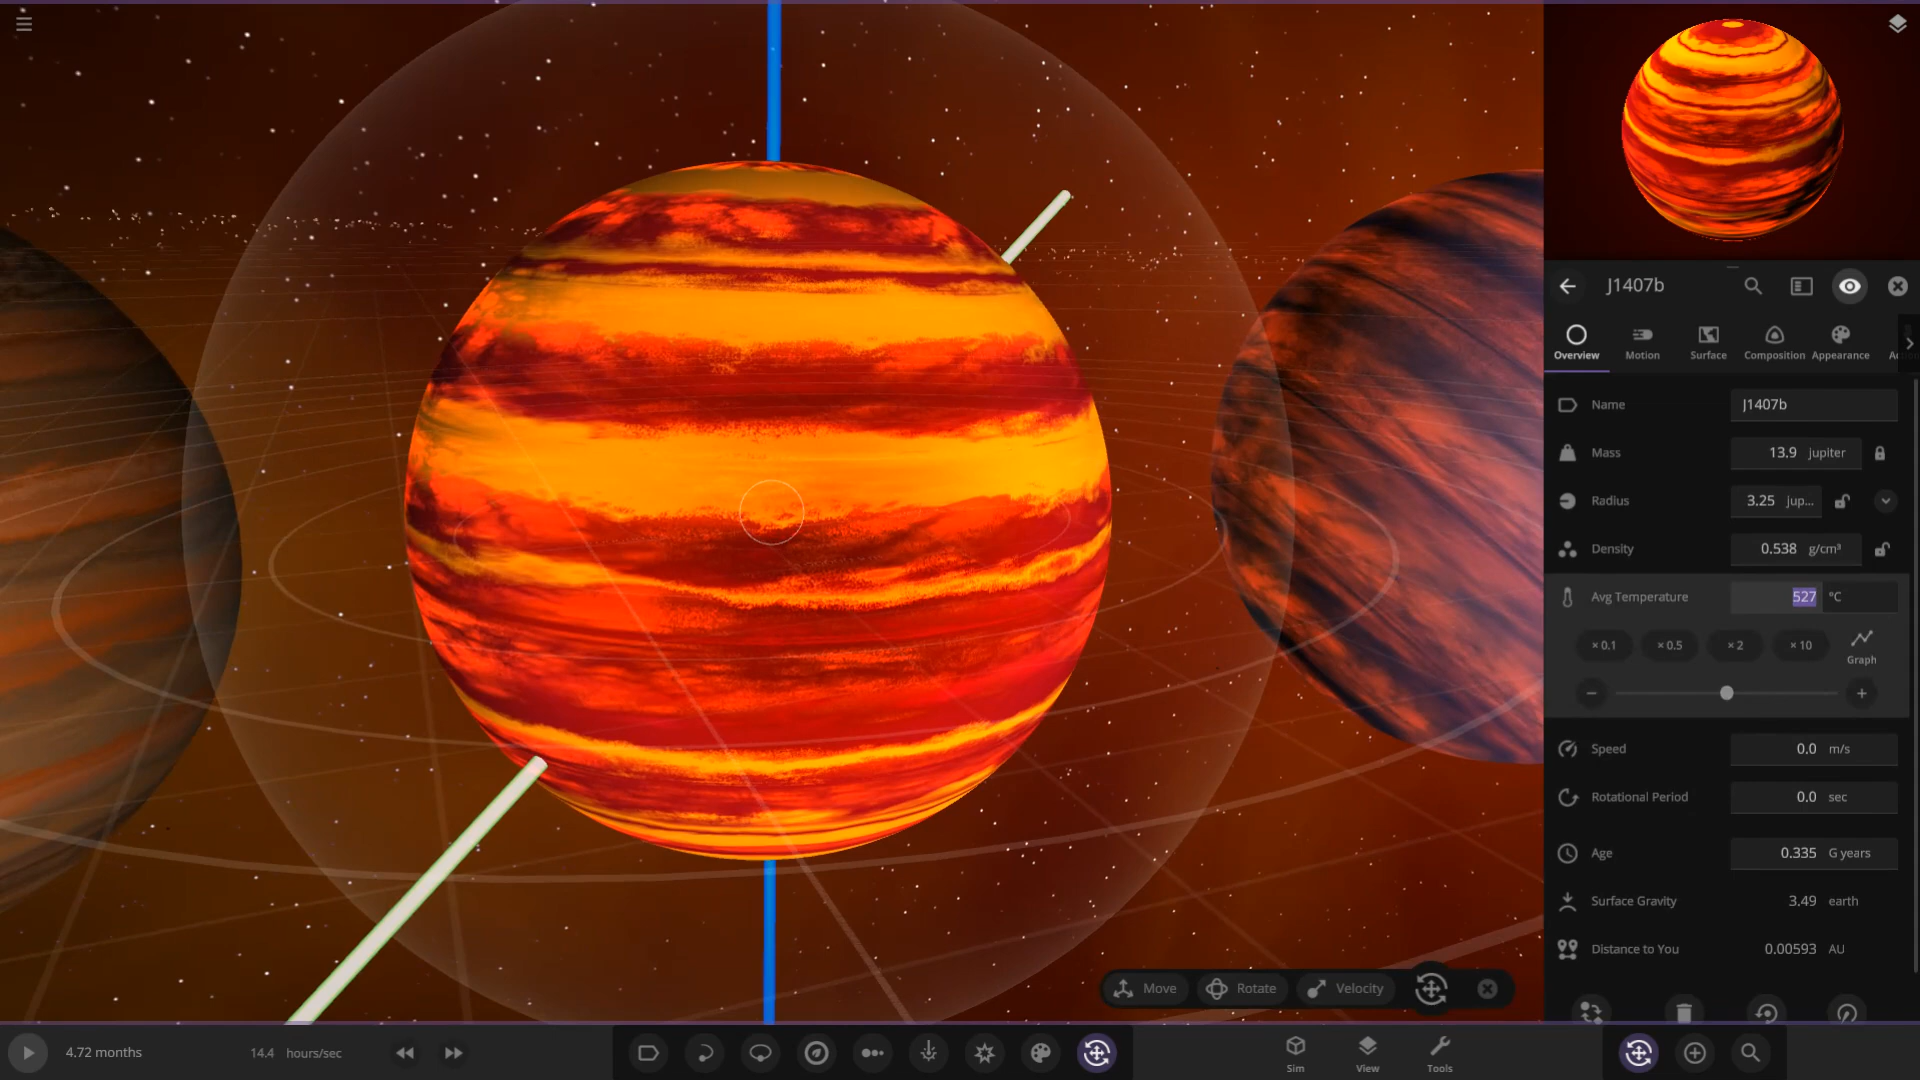 J1407b
Overview
Motion
Surface
Composition
Appearance
Name J1407b
Mass 13.9 jupiter
Radius 3.25 jup...
Density 0.538 g/cm³
Avg Temperature 527 °C
× 0.1 × 0.5 × 2 × 10 Graph
Speed 0.0 m/s
Rotational Period 0.0 sec
Age 0.335 G years
Surface Gravity 3.49 earth
Distance to You 0.00593 AU
Move Rotate Velocity
4.72 months 14.4 hours/sec
Sim View Tools